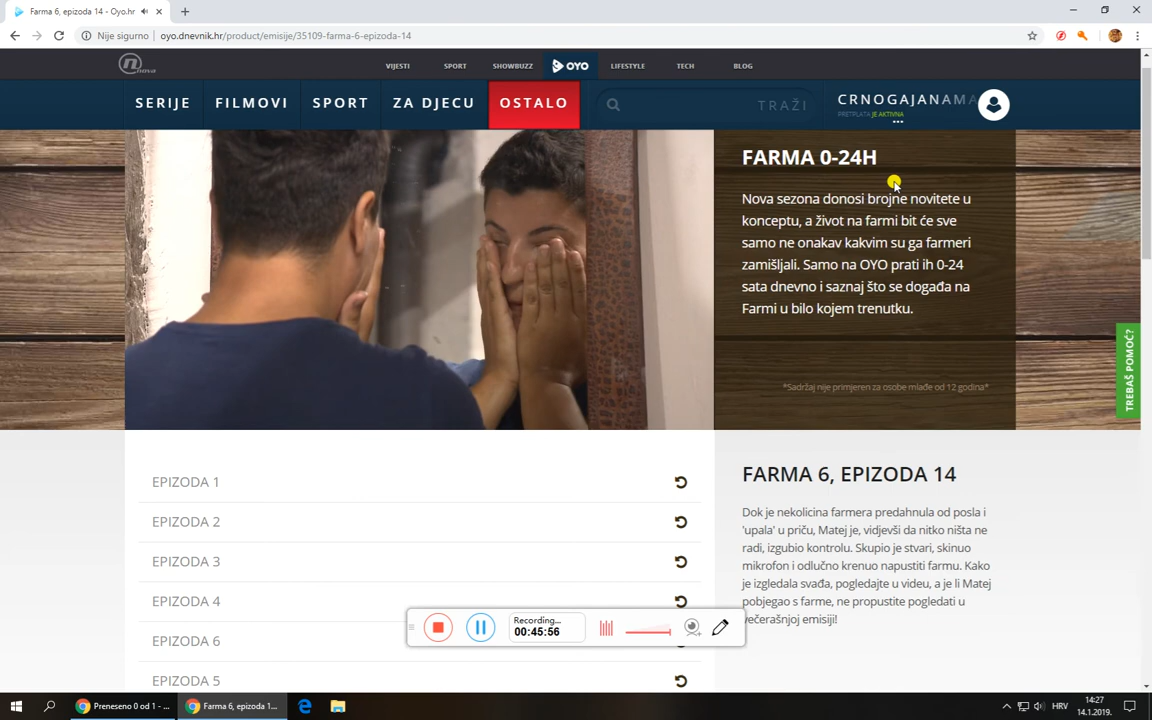 Farma 6, epizoda 14 - Oyo.hr
Nije sigurno
oyo.dnevnik.hr/product/emisije/35109-farma-6-epizoda-14
nova
VIJESTI
SPORT
SHOWBUZZ
OYO
LIFESTYLE
TECH
BLOG
SERIJE
FILMOVI
SPORT
ZA DJECU
OSTALO
TRAŽI
CRNOGAJANAMA
PRETPLATA JE AKTIVNA
FARMA 0-24H
Nova sezona donosi brojne novitete u
konceptu, a život na farmi bit će sve
samo ne onakav kakvim su ga farmeri
zamišljali. Samo na OYO prati ih 0-24
sata dnevno i saznaj što se događa na
Farmi u bilo kojem trenutku.
*Sadržaj nije primjeren za osobe mlađe od 12 godina*
TREBAŠ POMOĆ?
EPIZODA 1
EPIZODA 2
EPIZODA 3
EPIZODA 4
EPIZODA 6
EPIZODA 5
FARMA 6, EPIZODA 14
Dok je nekolicina farmera predahnula od posla i
'upala' u priču, Matej je, vidjevši da nitko ništa ne
radi, izgubio kontrolu. Skupio je stvari, skinuo
mikrofon i odlučno krenuo napustiti farmu. Kako
je izgledala svađa, pogledajte u videu, a je li Matej
pobjegao s farme, ne propustite pogledati u
večerašnjoj emisiji!
Recording...
00:45:56
Preneseno 0 od 1 - ...
Farma 6, epizoda 1...
HRV
14:27
14.1.2019.